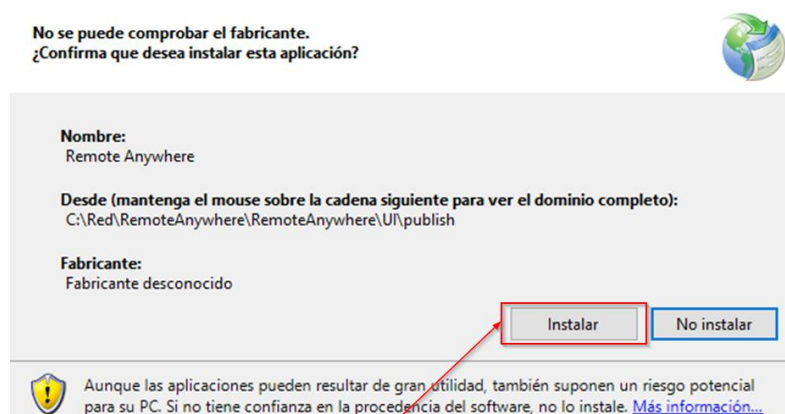 No se puede comprobar el fabricante.
¿Confirma que desea instalar esta aplicación?
Nombre:
Remote Anywhere
Desde (mantenga el mouse sobre la cadena siguiente para ver el dominio completo):
C:\Red\RemoteAnywhere\RemoteAnywhere\UI\publish
Fabricante:
Fabricante desconocido
Instalar
No instalar
Aunque las aplicaciones pueden resultar de gran utilidad, también suponen un riesgo potencial
para su PC. Si no tiene confianza en la procedencia del software, no lo instale. Más información...